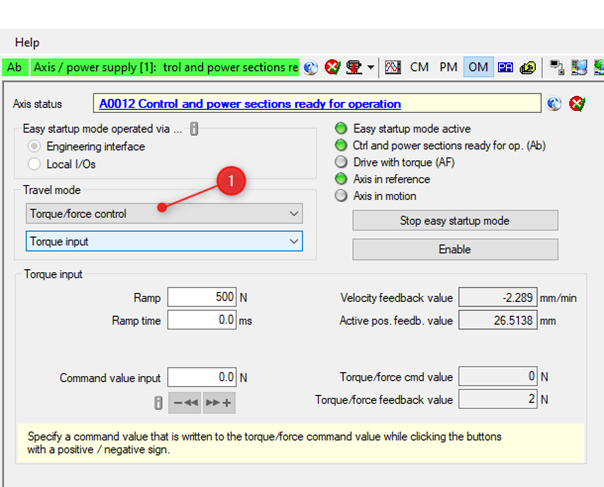 Help
Ab Axis / power supply [1]: trol and power sections re CM PM OM
Axis status A0012 Control and power sections ready for operation
Easy startup mode operated via ...
Engineering interface
Local I/Os
Easy startup mode active
Ctrl and power sections ready for op. (Ab)
Drive with torque (AF)
Axis in reference
Axis in motion
Travel mode
1
Torque/force control
Torque input
Stop easy startup mode
Enable
Torque input
Ramp 500 N
Ramp time 0.0 ms
Velocity feedback value -2.289 mm/min
Active pos. feedb. value 26.5138 mm
Command value input 0.0 N
Torque/force cmd value 0 N
Torque/force feedback value 2 N
Specify a command value that is written to the torque/force command value while clicking the buttons
with a positive / negative sign.